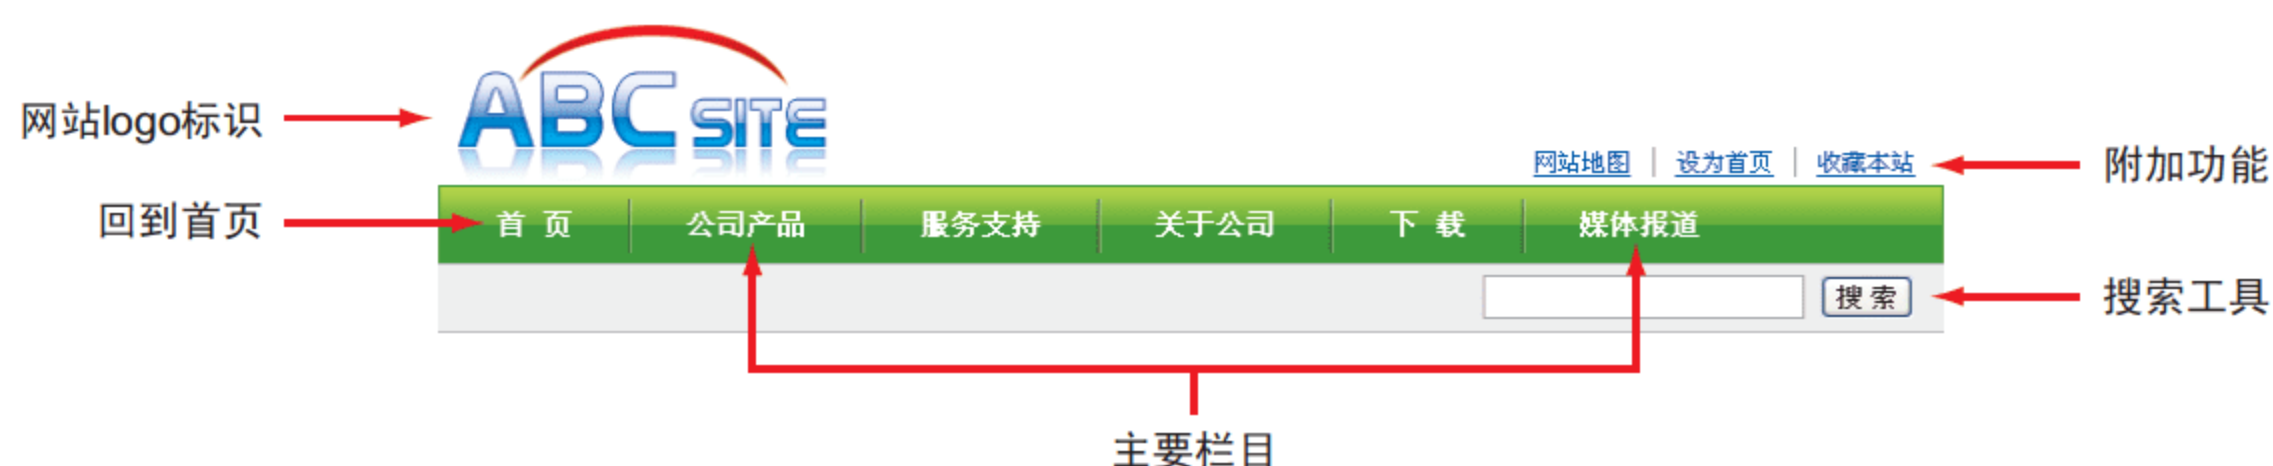 网站logo标识
ABC SITE
网站地图 | 设为首页 | 收藏本站
附加功能
回到首页
首 页 公司产品 服务支持 关于公司 下 载 媒体报道
搜 索
搜索工具
主要栏目